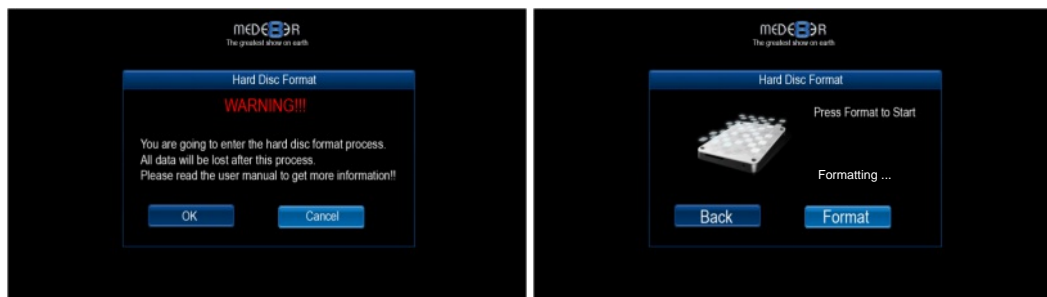 MEDE8ER
The greatest show on earth
Hard Disc Format
WARNING!!!
You are going to enter the hard disc format process.
All data will be lost after this process.
Please read the user manual to get more information!!
OK
Cancel
MEDE8ER
The greatest show on earth
Hard Disc Format
Press Format to Start
Formatting ...
Back
Format